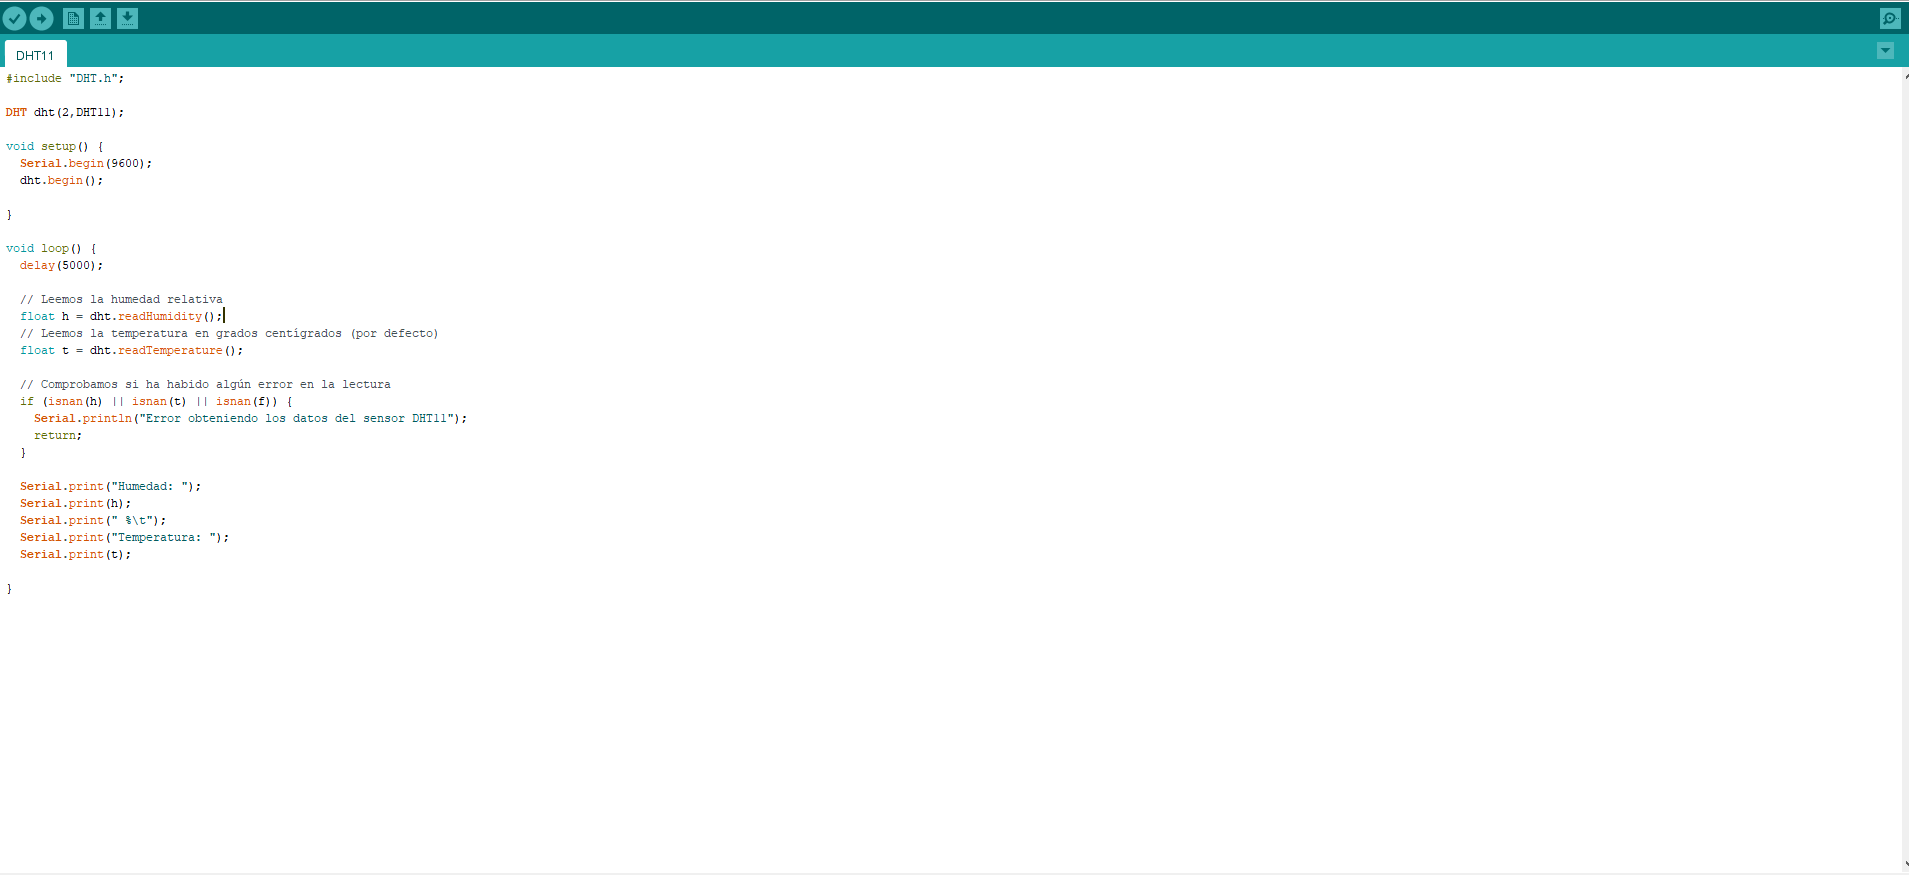 DHT11
#include "DHT.h";
DHT dht(2,DHT11);
void setup() {
Serial.begin(9600);
dht.begin();
}
void loop() {
delay(5000);
// Leemos la humedad relativa
float h = dht.readHumidity();
// Leemos la temperatura en grados centígrados (por defecto)
float t = dht.readTemperature();
// Comprobamos si ha habido algún error en la lectura
if (isnan(h) || isnan(t) || isnan(f)) {
Serial.println("Error obteniendo los datos del sensor DHT11");
return;
}
Serial.print("Humedad: ");
Serial.print(h);
Serial.print(" %\t");
Serial.print("Temperatura: ");
Serial.print(t);
}